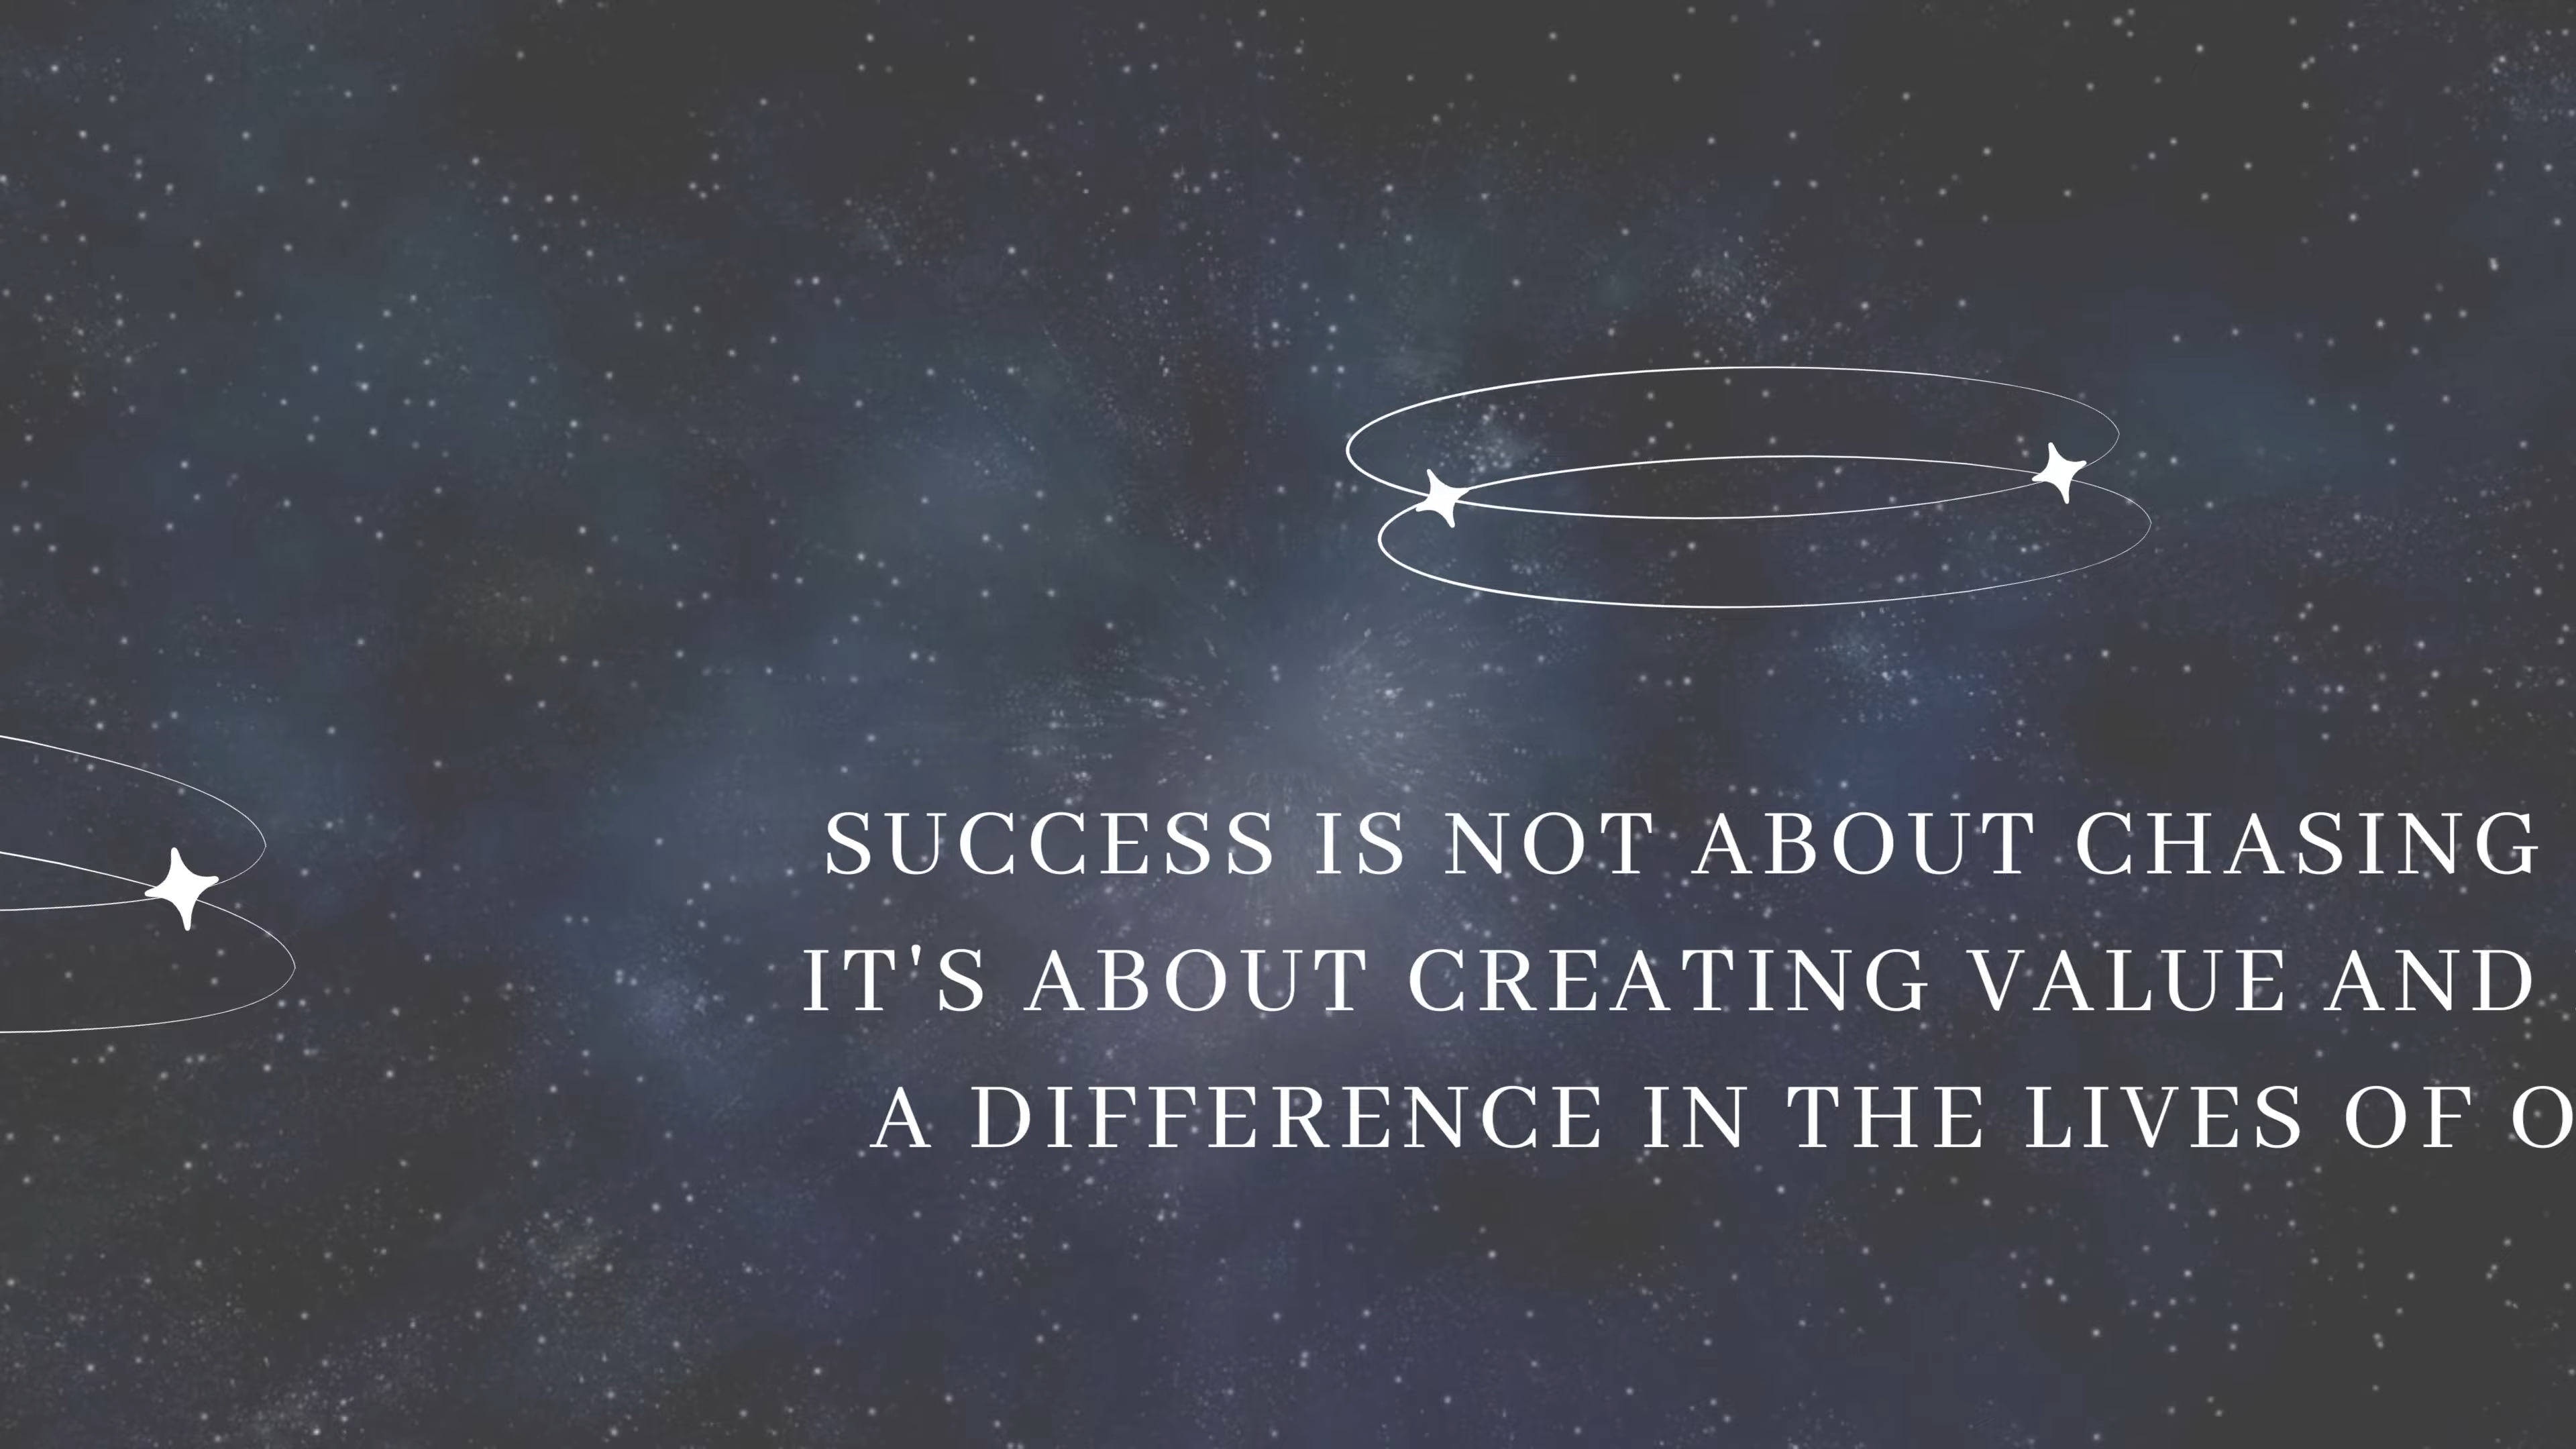 SUCCESS IS NOT ABOUT CHASING
IT'S ABOUT CREATING VALUE AND
A DIFFERENCE IN THE LIVES OF O